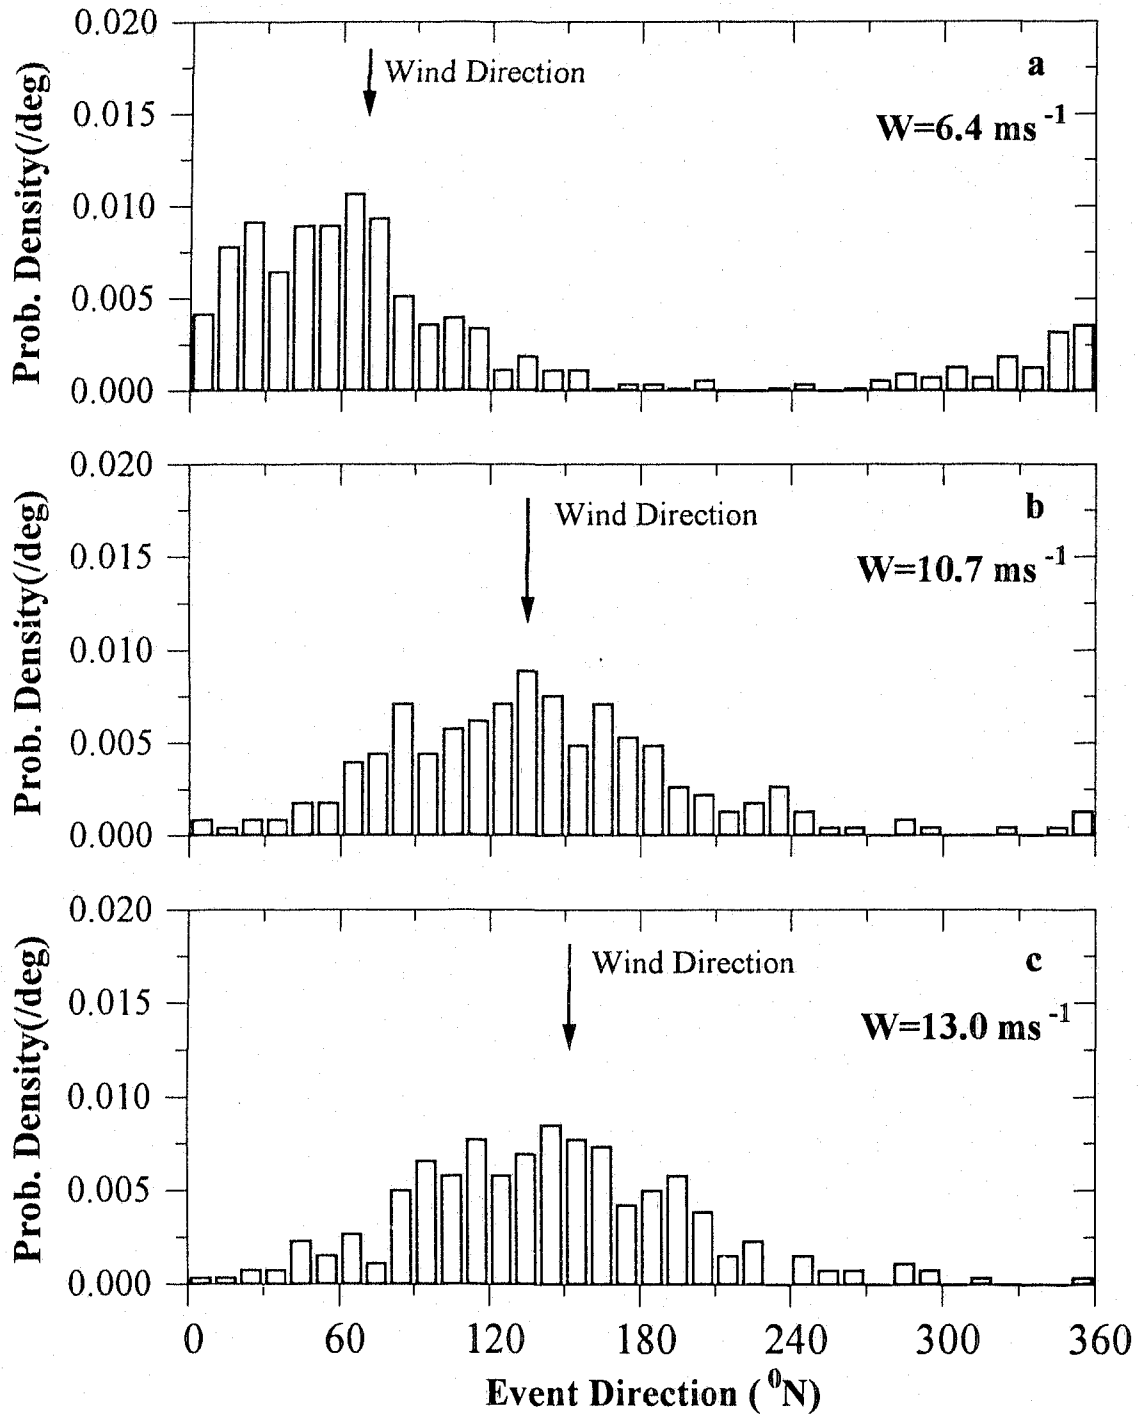 0.020
Wind Direction
a
0.015
W=6.4 ms -1
0.010
0.005
0.000
Prob. Density(/deg)
0.020
Wind Direction
b
0.015
W=10.7 ms -1
0.010
0.005
0.000
Prob. Density(/deg)
0.020
Wind Direction
c
0.015
W=13.0 ms -1
0.010
0.005
0.000
Prob. Density(/deg)
0 60 120 180 240 300 360
Event Direction ( 0N)